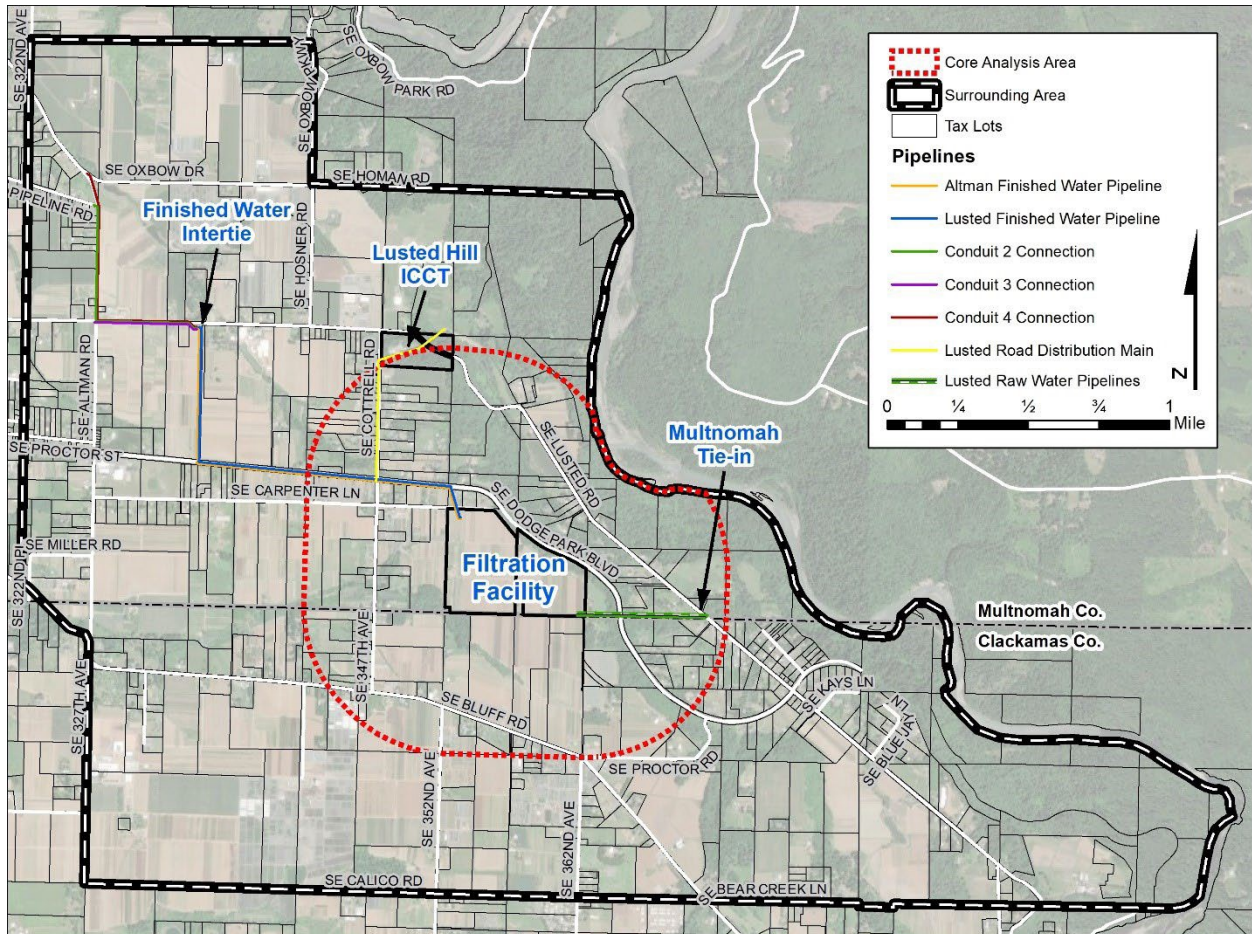 SE 322ND AVE
SE OXBOW PKWY
SE OXBOW
PARK RD
SE OXBOW DR
SE HOMAN RD
PIPELINE RD
Finished Water
Intertie
SE HOSNER RD
Lusted Hill
ICCT
SE ALTMAN RD
SE COTTRELL RD
SE LUSTED RD
Multnomah
Tie-in
SE PROCTOR ST
SE CARPENTER LN
SE DODGE PARK BLVD
SE MILLER RD
Filtration
Facility
SE 322ND PL
Multnomah Co.
Clackamas Co.
SE 327TH AVE
SE 347TH AVE
SE BLUFF RD
SE KAYS LN
SE BLUE JAY LN
SE PROCTOR RD
SE 352ND AVE
SE 362ND AVE
SE CALICO RD
SE BEAR CREEK LN
Core Analysis Area
Surrounding Area
Tax Lots
Pipelines
Altman Finished Water Pipeline
Lusted Finished Water Pipeline
Conduit 2 Connection
Conduit 3 Connection
Conduit 4 Connection
Lusted Road Distribution Main
Lusted Raw Water Pipelines
N
0 ¼ ½ ¾ 1
Mile